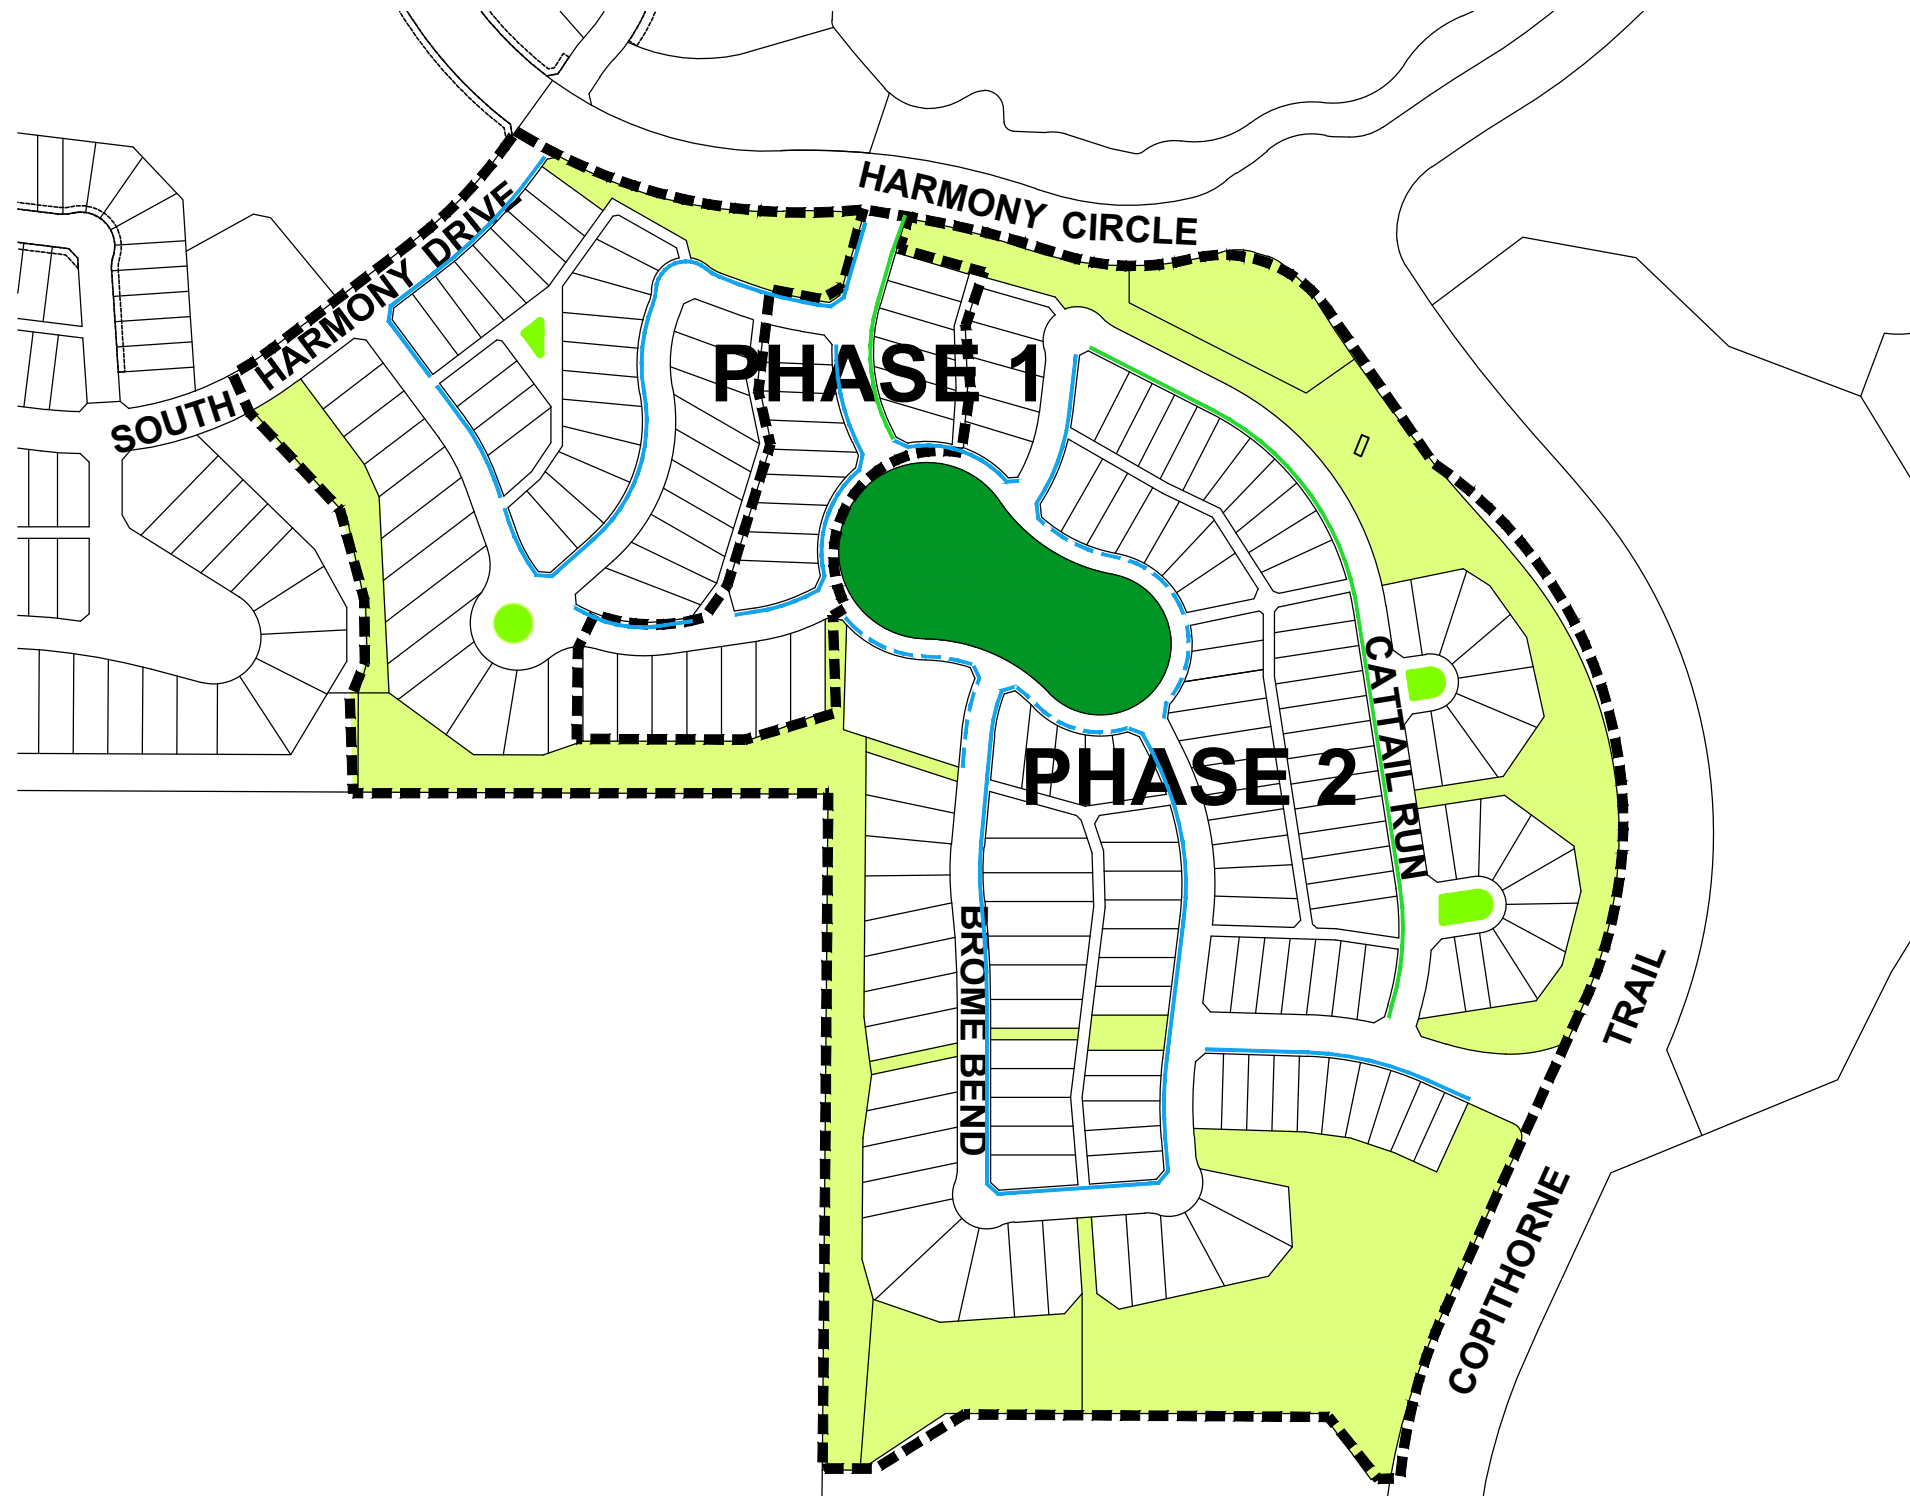 HARMONY CIRCLE
SOUTH HARMONY DRIVE
PHASE 1
CATTAIL RUN
PHASE 2
BROME BEND
COPITHORNE TRAIL